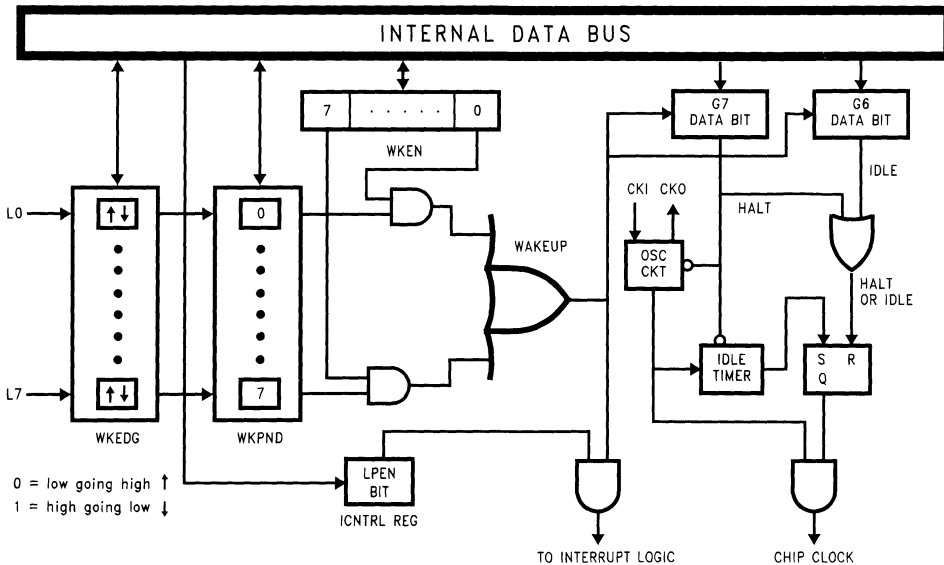 INTERNAL DATA BUS
7 . . . . . 0
WKEN
G7
DATA BIT
G6
DATA BIT
IDLE
CKI CKO
HALT
L0
↑↓
0
WAKEUP
OSC
CKT
HALT
OR IDLE
IDLE
TIMER
S R
Q
L7
↑↓
7
WKEDG
WKPND
0 = low going high ↑
1 = high going low ↓
LPEN
BIT
ICNTRL REG
TO INTERRUPT LOGIC
CHIP CLOCK